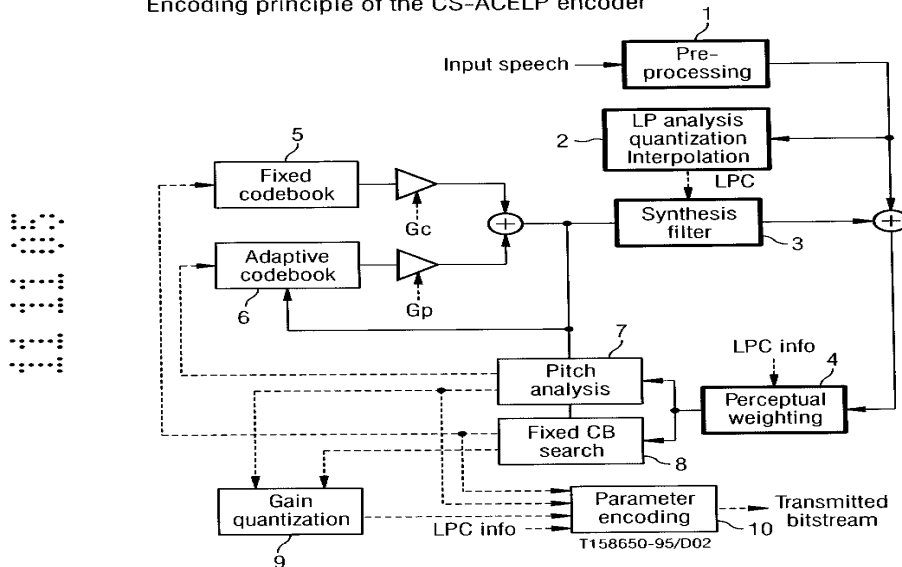 Encoding principle of the CS-ACELP encoder
1
Input speech
Pre-
processing
2
LP analysis
quantization
Interpolation
LPC
5
Fixed
codebook
Gc
+
Synthesis
filter
3
+
Adaptive
codebook
6
Gp
7
Pitch
analysis
LPC info
4
Perceptual
weighting
Fixed CB
search
8
Gain
quantization
9
LPC info
Parameter
encoding
10
Transmitted
bitstream
T158650-95/D02